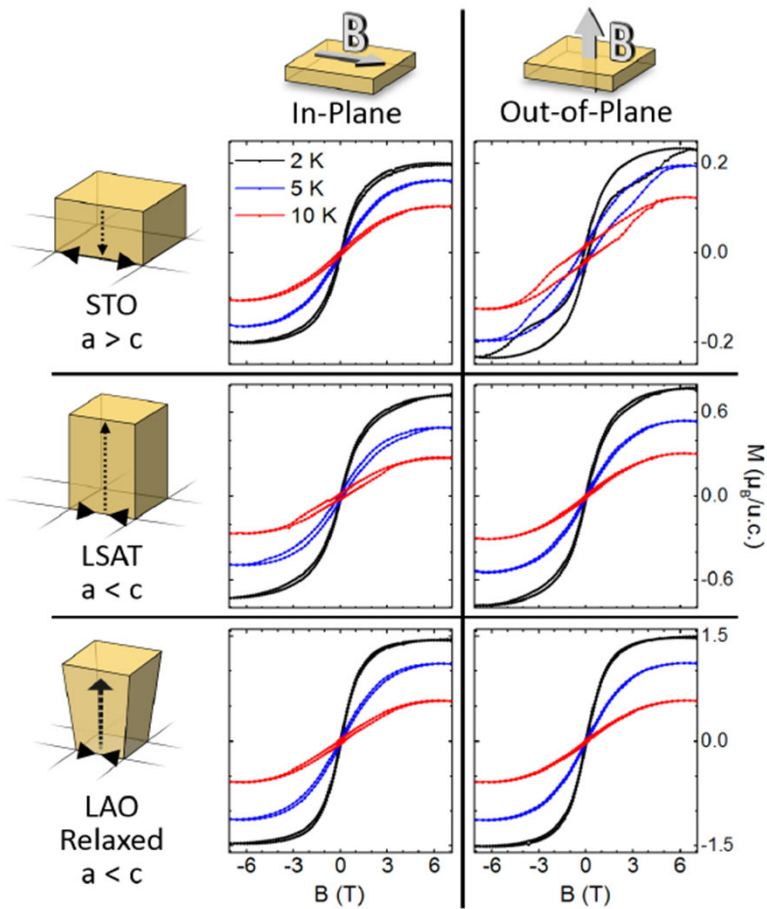 B
B
In-Plane
Out-of-Plane
2 K
5 K
10 K
0.2
0.0
-0.2
STO
a > c
0.6
0.0
-0.6
M (μB/u.c.)
LSAT
a < c
1.5
0.0
-1.5
LAO
Relaxed
a < c
-6 -3 0 3 6
-6 -3 0 3 6
B (T)
B (T)